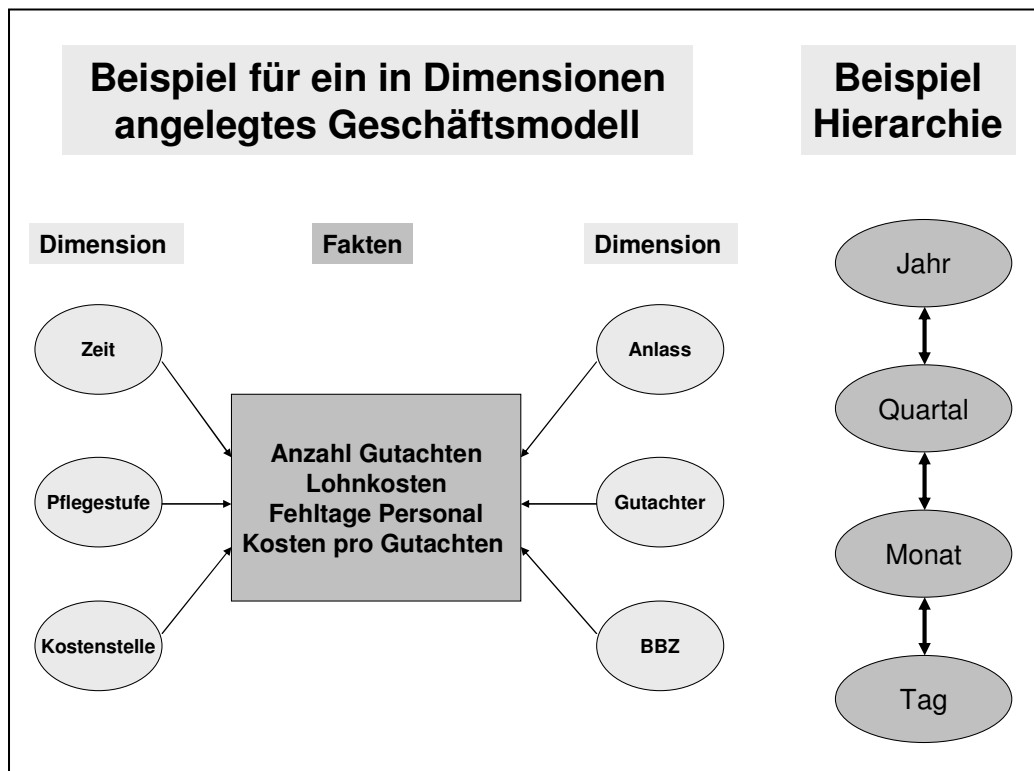 Beispiel für ein in Dimensionen
angelegtes Geschäftsmodell
Beispiel
Hierarchie
Dimension
Fakten
Dimension
Zeit
Pflegestufe
Kostenstelle
Anzahl Gutachten
Lohnkosten
Fehltage Personal
Kosten pro Gutachten
Anlass
Gutachter
BBZ
Jahr
Quartal
Monat
Tag